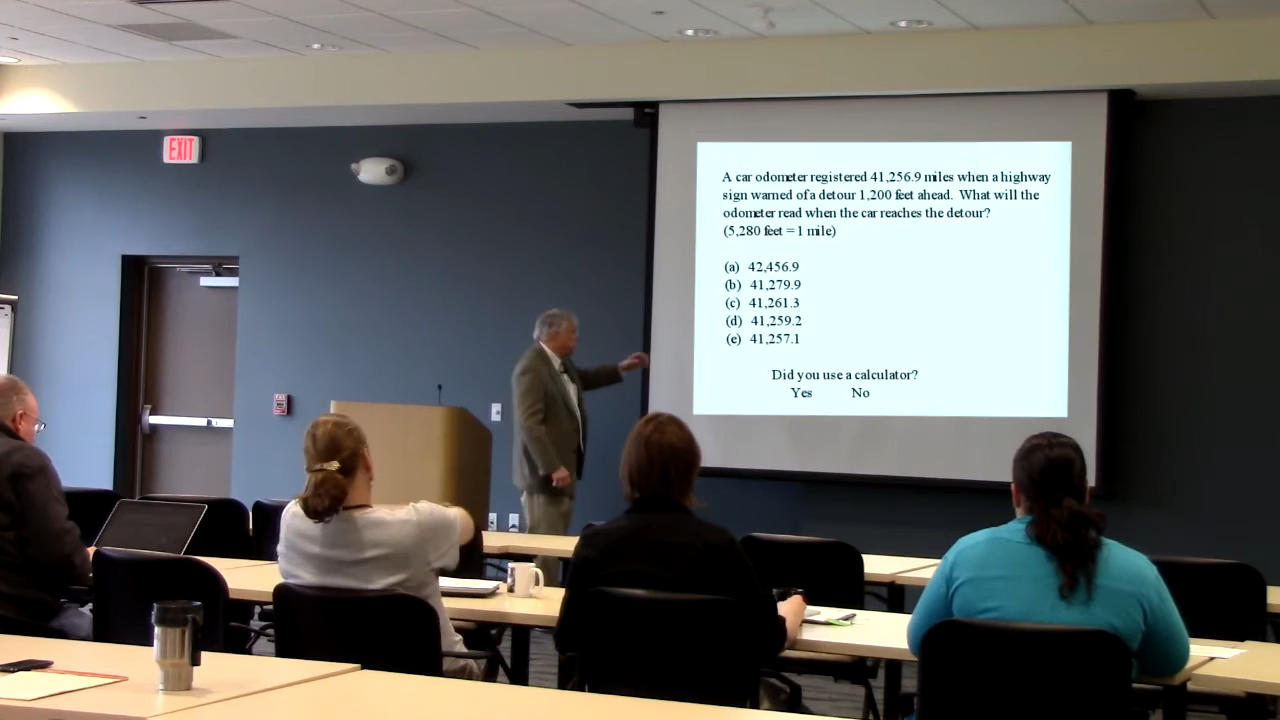 EXIT
A car odometer registered 41,256.9 miles when a highway
sign warned of a detour 1,200 feet ahead. What will the
odometer read when the car reaches the detour?
(5,280 feet = 1 mile)
(a) 42,456.9
(b) 41,279.9
(c) 41,261.3
(d) 41,259.2
(e) 41,257.1
Did you use a calculator?
Yes No